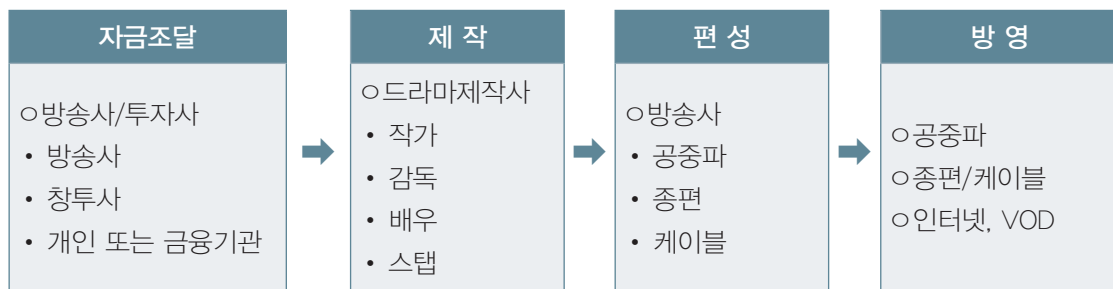 자금조달
ㅇ방송사/투자사
• 방송사
• 창투사
• 개인 또는 금융기관
제 작
ㅇ드라마제작사
• 작가
• 감독
• 배우
• 스탭
편 성
ㅇ방송사
• 공중파
• 종편
• 케이블
방 영
ㅇ공중파
ㅇ종편/케이블
ㅇ인터넷, VOD